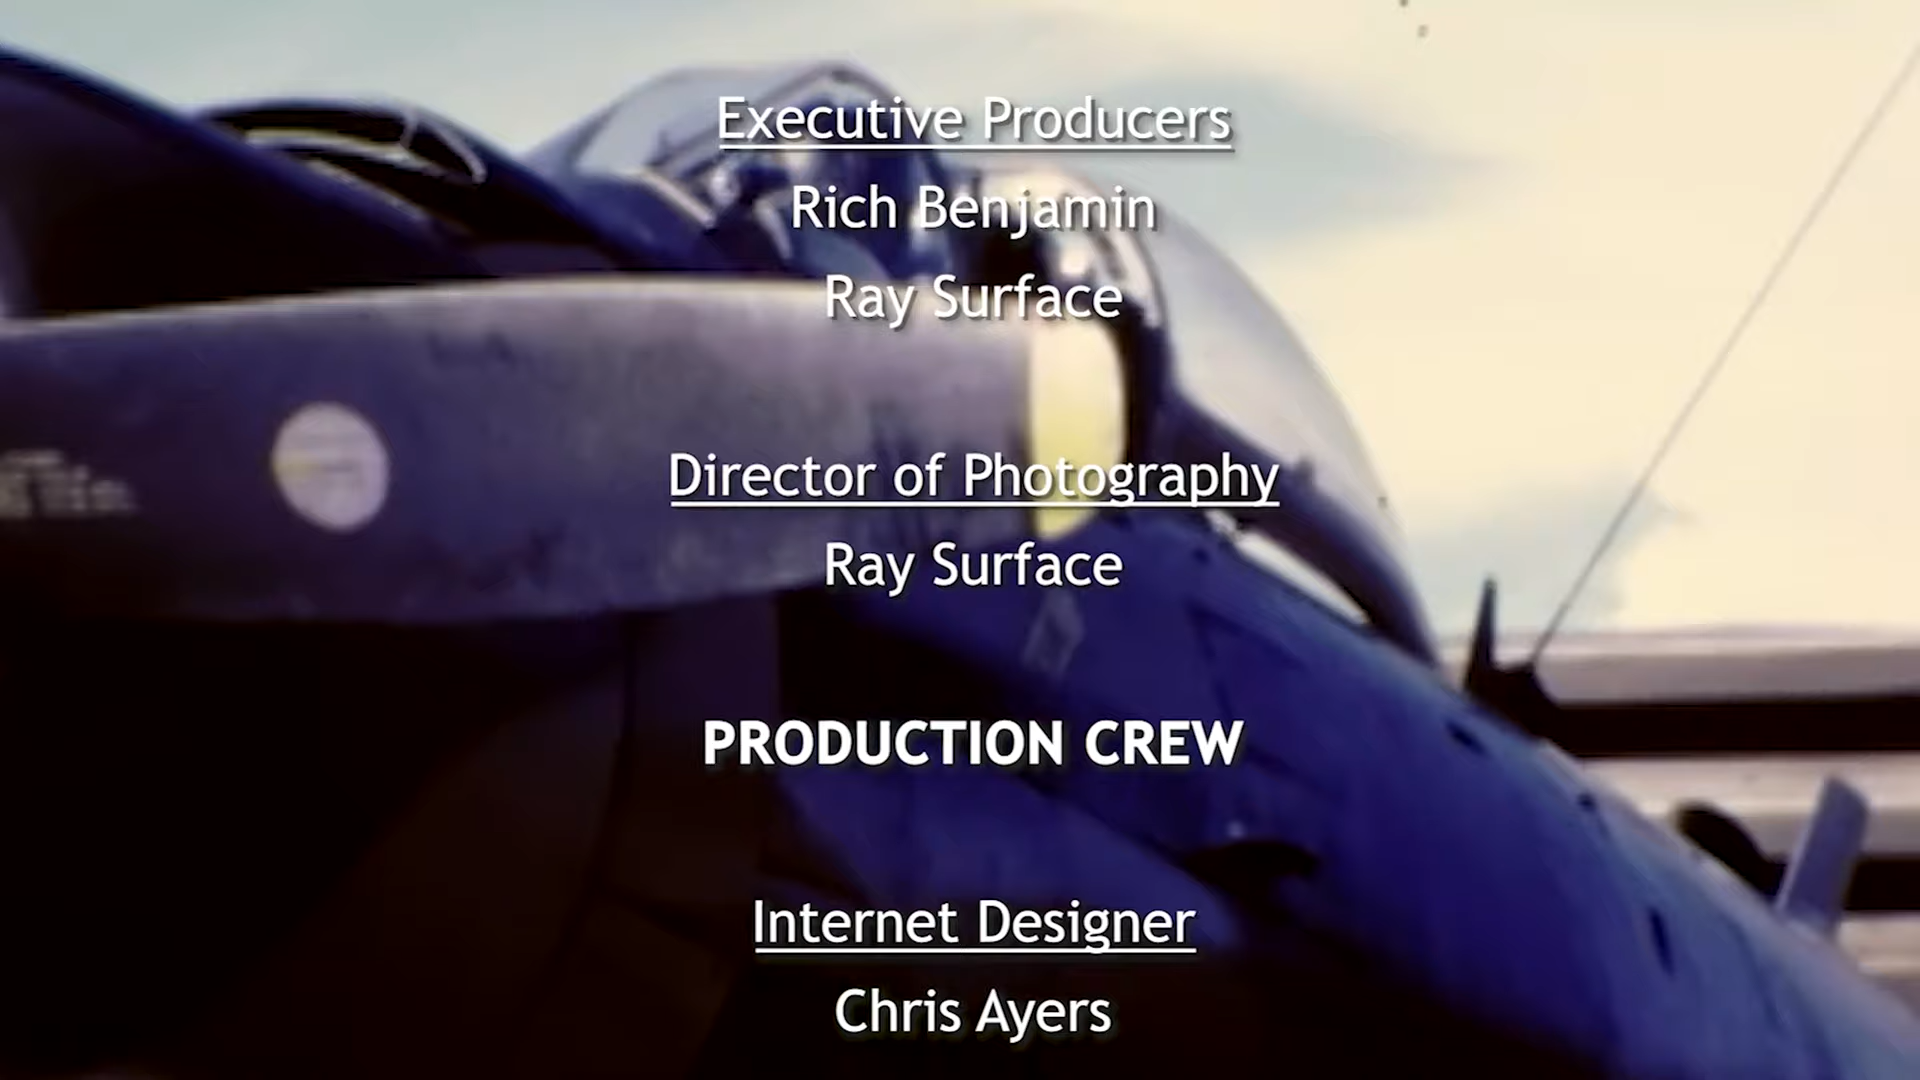 Executive Producers
Rich Benjamin
Ray Surface
Director of Photography
Ray Surface
PRODUCTION CREW
Internet Designer
Chris Ayers